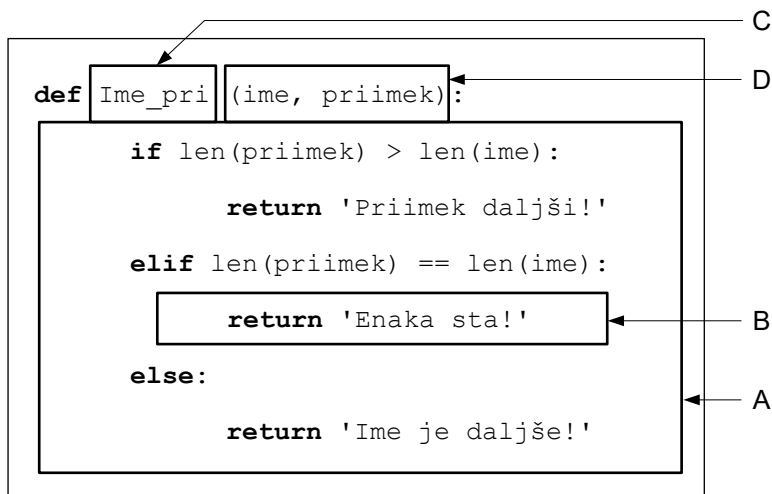 C
def Ime_pri (ime, priimek): D
if len(priimek) > len(ime):
return 'Priimek daljši!'
elif len(priimek) == len(ime):
return 'Enaka sta!' B
else:
A
return 'Ime je daljše!'